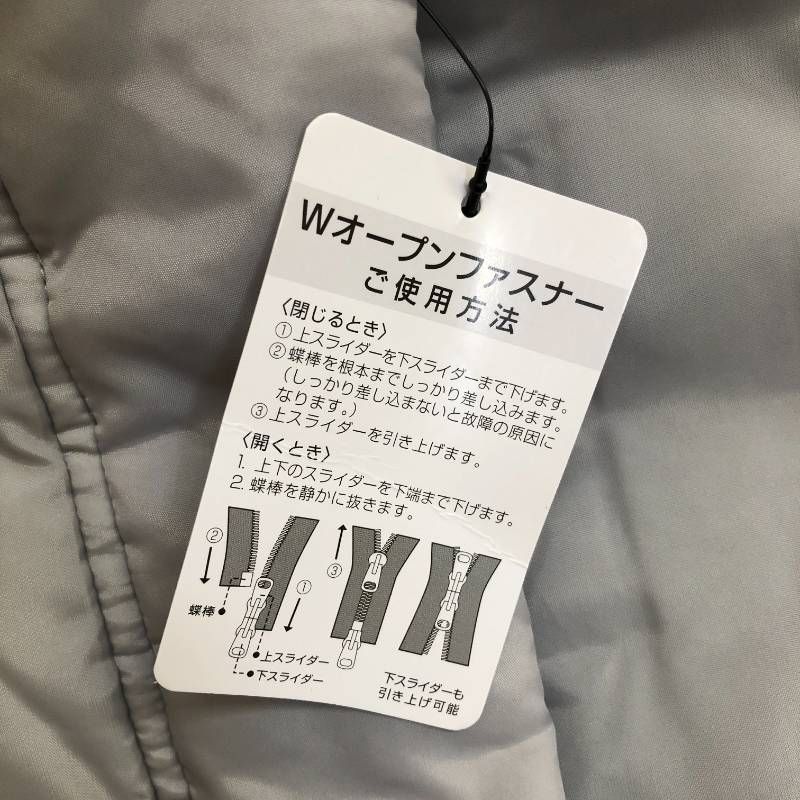 Wオープンファスナー
ご使用方法
〈閉じるとき〉
①上スライダーを下スライダーまで下げます。
②蝶棒を根本までしっかり差し込みます。
（しっかり差し込まないと故障の原因に
なります。）
③上スライダーを引き上げます。
〈開くとき〉
1. 上下のスライダーを下端まで下げます。
2. 蝶棒を静かに抜きます。
②
①
③
蝶棒
上スライダー
下スライダー
下スライダーも
引き上げ可能